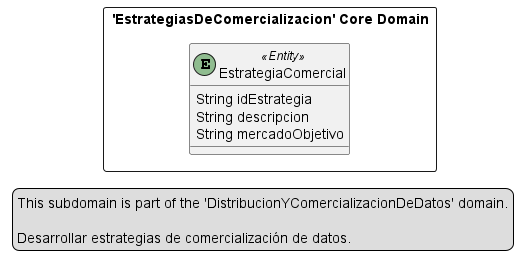 'EstrategiasDeComercializacion' Core Domain
«Entity»
E EstrategiaComercial
String idEstrategia
String descripcion
String mercadoObjetivo
This subdomain is part of the 'DistribucionYComercializacionDeDatos' domain.
Desarrollar estrategias de comercialización de datos.